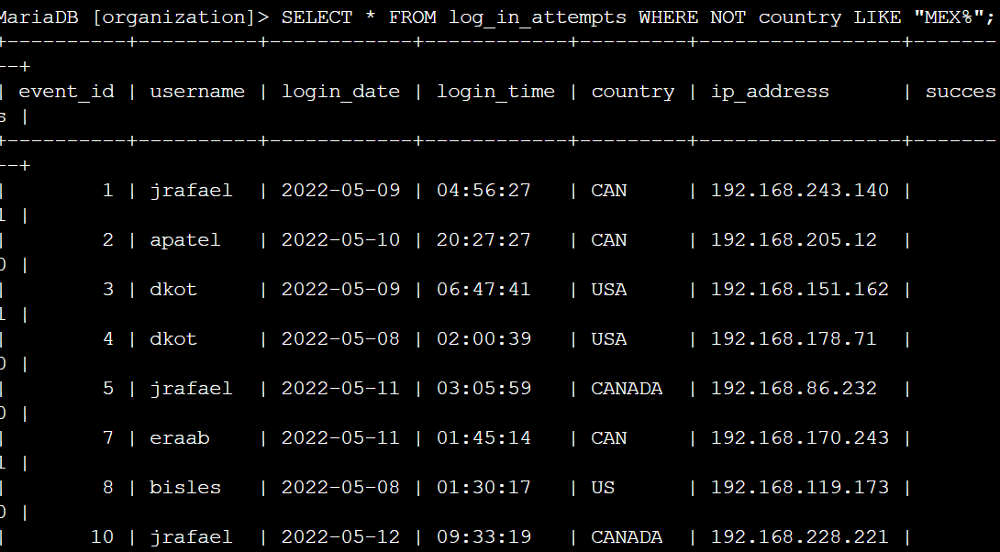 MariaDB [organization]> SELECT * FROM log_in_attempts WHERE NOT country LIKE "MEX%";
+----------+----------+------------+------------+---------+-----------------+-------
--+
| event_id | username | login_date | login_time | country | ip_address      | succes
s |
+----------+----------+------------+------------+---------+-----------------+-------
--+
|        1 | jrafael  | 2022-05-09 | 04:56:27   | CAN     | 192.168.243.140 |
1 |
|        2 | apatel   | 2022-05-10 | 20:27:27   | CAN     | 192.168.205.12  |
0 |
|        3 | dkot     | 2022-05-09 | 06:47:41   | USA     | 192.168.151.162 |
1 |
|        4 | dkot     | 2022-05-08 | 02:00:39   | USA     | 192.168.178.71  |
0 |
|        5 | jrafael  | 2022-05-11 | 03:05:59   | CANADA  | 192.168.86.232  |
0 |
|        7 | eraab    | 2022-05-11 | 01:45:14   | CAN     | 192.168.170.243 |
1 |
|        8 | bisles   | 2022-05-08 | 01:30:17   | US      | 192.168.119.173 |
0 |
|       10 | jrafael  | 2022-05-12 | 09:33:19   | CANADA  | 192.168.228.221 |